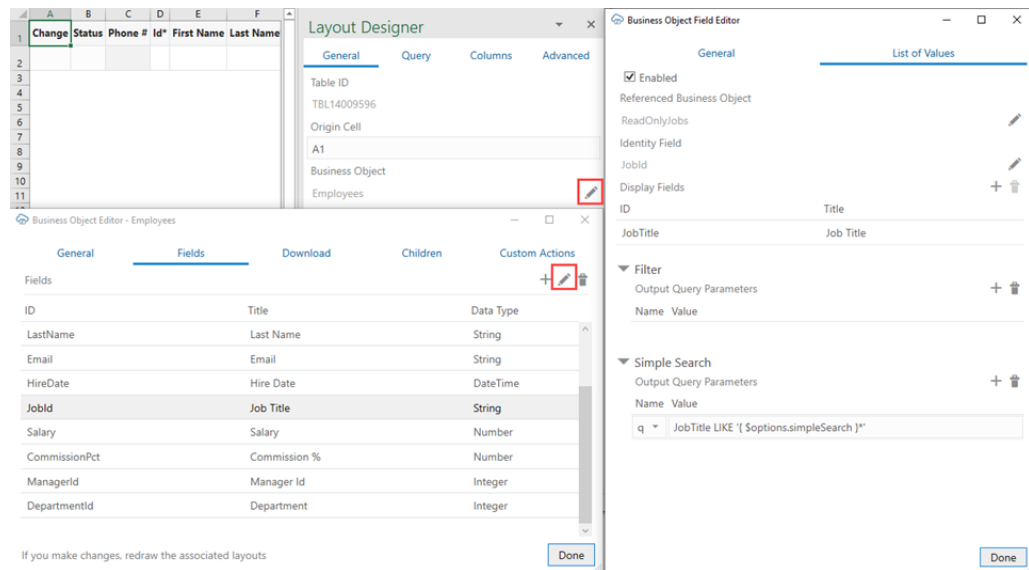 A B C D E F
1 Change Status Phone # Id* First Name Last Name
2
3
4
5
6
7
8
9
10
11
Layout Designer
General Query Columns Advanced
Table ID
TBL14009596
Origin Cell
A1
Business Object
Employees
Business Object Editor - Employees
General Fields Download Children Custom Actions
Fields
ID Title Data Type
LastName Last Name String
Email Email String
HireDate Hire Date DateTime
JobId Job Title String
Salary Salary Number
CommissionPct Commission % Number
ManagerId Manager Id Integer
DepartmentId Department Integer
If you make changes, redraw the associated layouts
Done
Business Object Field Editor
General List of Values
Enabled
Referenced Business Object
ReadOnlyJobs
Identity Field
JobId
Display Fields
ID Title
JobTitle Job Title
Filter
Output Query Parameters
Name Value
Simple Search
Output Query Parameters
Name Value
q JobTitle LIKE '{ $options.simpleSearch }*'
Done